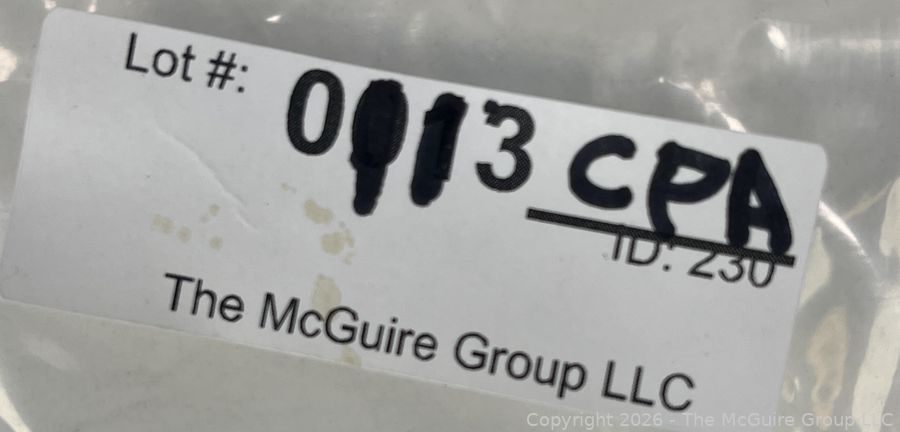 Lot #: 0113 CPA
ID: 230
The McGuire Group LLC
Copyright 2026 - The McGuire Group LLC